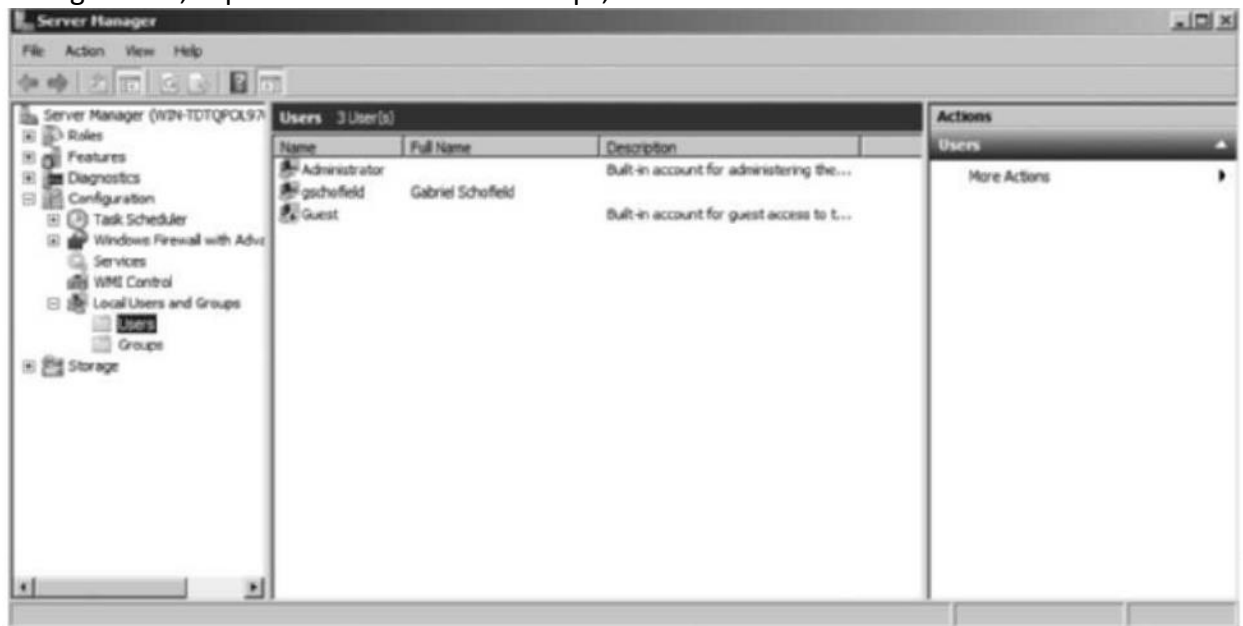 Server Manager
File Action View Help
Server Manager (WIN-TDTQPOL97
Roles
Features
Diagnostics
Configuration
Task Scheduler
Windows Firewall with Adva
Services
WMI Control
Local Users and Groups
Users
Groups
Storage
Users 3 User(s)
Name Full Name Description
Administrator Built-in account for administering the...
gschofield Gabriel Schofield
Guest Built-in account for guest access to t...
Actions
Users
More Actions